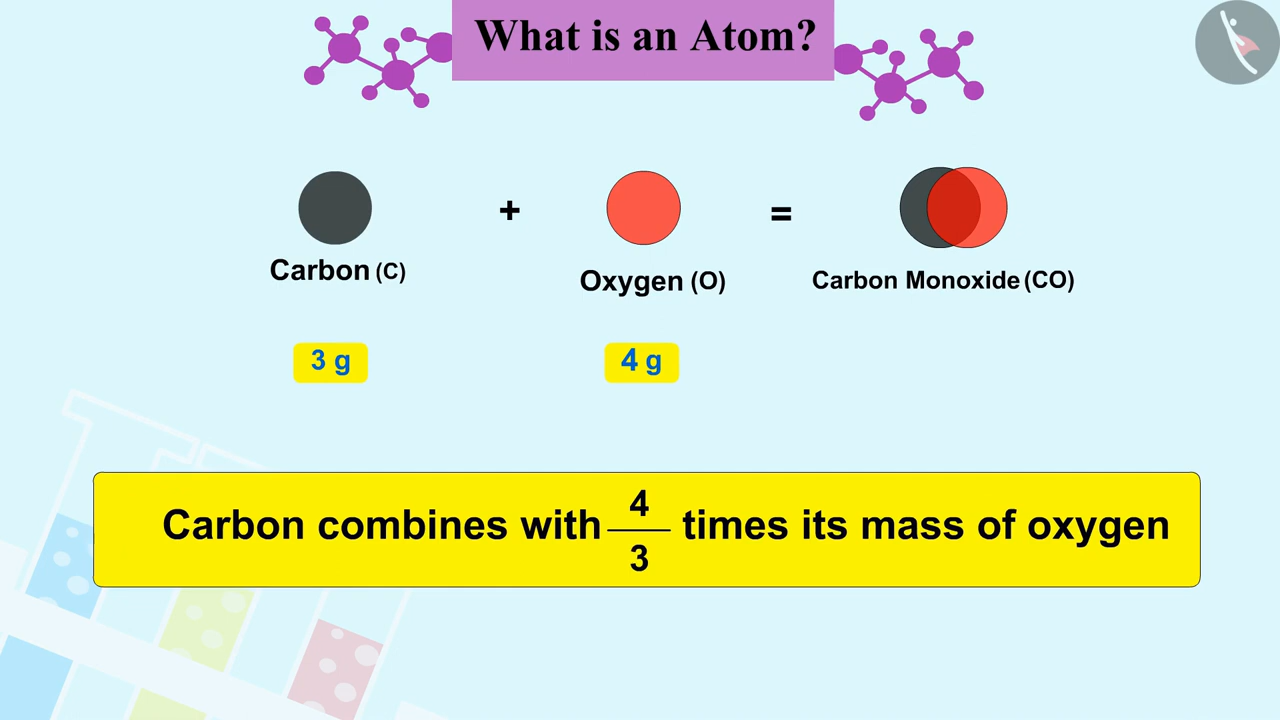 What is an Atom?
+ =
Carbon (C) Oxygen (O) Carbon Monoxide (CO)
3 g 4 g
Carbon combines with 4/3 times its mass of oxygen